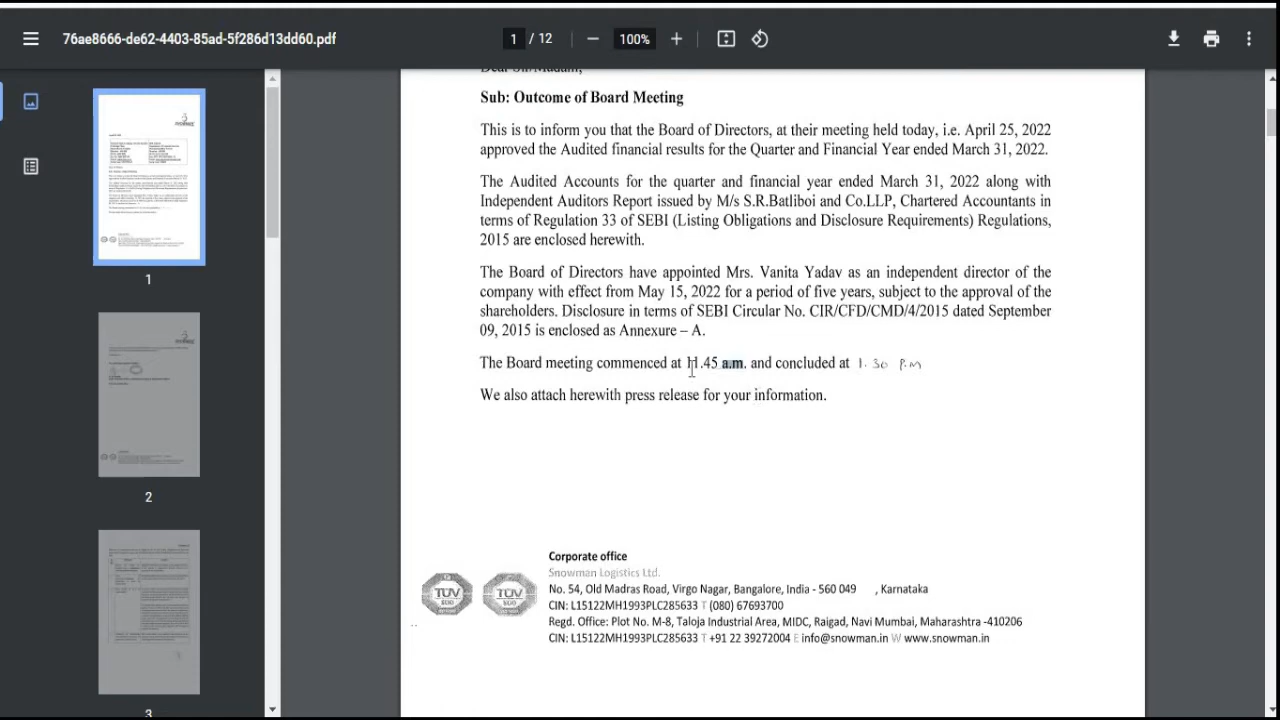 76ae8666-de62-4403-85ad-5f286d13dd60.pdf
1 / 12
100%
Dear Sir/Madam,
Sub: Outcome of Board Meeting
This is to inform you that the Board of Directors, at their meeting held today, i.e. April 25, 2022
approved the audited financial results for the Quarter and Financial Year ended March 31, 2022.
The Audited Accounts for the quarter and financial year ended March 31, 2022 along with
Independent Auditors Report issued by M/s S.R.Batliboi and Co.LLP, Chartered Accountants in
terms of Regulation 33 of SEBI (Listing Obligations and Disclosure Requirements) Regulations,
2015 are enclosed herewith.
The Board of Directors have appointed Mrs. Vanita Yadav as an independent director of the
company with effect from May 15, 2022 for a period of five years, subject to the approval of the
shareholders. Disclosure in terms of SEBI Circular No. CIR/CFD/CMD/4/2015 dated September
09, 2015 is enclosed as Annexure – A.
The Board meeting commenced at 11.45 a.m. and concluded at 1.30 P.M
We also attach herewith press release for your information.
Corporate office
Snowman Logistics Ltd.
No. 54, Old Madras Road, Virgo Nagar, Bangalore, India - 560 049 , Karnataka
CIN: L15122MH1993PLC285633 T (080) 67693700
Regd. Office: Plot No. M-8, Taloja Industrial Area, MIDC, Raigad, Navi Mumbai, Maharashtra -410206
CIN: L15122MH1993PLC285633 T +91 22 39272004 E info@snowman.in W www.snowman.in
TUV
TUV
1
2
3